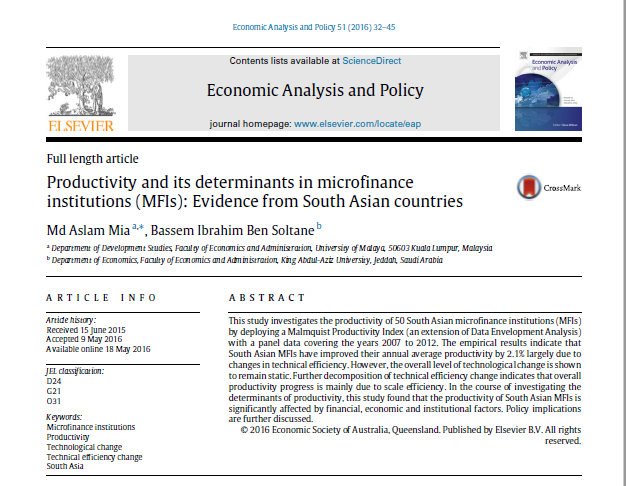 Economic Analysis and Policy 51 (2016) 32–45
Contents lists available at ScienceDirect
Economic Analysis and Policy
journal homepage: www.elsevier.com/locate/eap
ELSEVIER
Economic Analysis
and Policy
Full length article
Productivity and its determinants in microfinance
institutions (MFIs): Evidence from South Asian countries
CrossMark
Md Aslam Mia a,*, Bassem Ibrahim Ben Soltane b
a Department of Development Studies, Faculty of Economics and Administration, University of Malaya, 50603 Kuala Lumpur, Malaysia
b Department of Economics, Faculty of Economics and Administration, King Abdul-Aziz University, Jeddah, Saudi Arabia
ARTICLE INFO
Article history:
Received 15 June 2015
Accepted 9 May 2016
Available online 18 May 2016
JEL classification:
D24
G21
O31
Keywords:
Microfinance institutions
Productivity
Technological change
Technical efficiency change
South Asia
ABSTRACT
This study investigates the productivity of 50 South Asian microfinance institutions (MFIs)
by deploying a Malmquist Productivity Index (an extension of Data Envelopment Analysis)
with a panel data covering the years 2007 to 2012. The empirical results indicate that
South Asian MFIs have improved their annual average productivity by 2.1% largely due to
changes in technical efficiency. However, the overall level of technological change is shown
to remain static. Further decomposition of technical efficiency change indicates that overall
productivity progress is mainly due to scale efficiency. In the course of investigating the
determinants of productivity, this study found that the productivity of South Asian MFIs is
significantly affected by financial, economic and institutional factors. Policy implications
are further discussed.
© 2016 Economic Society of Australia, Queensland. Published by Elsevier B.V. All rights
reserved.